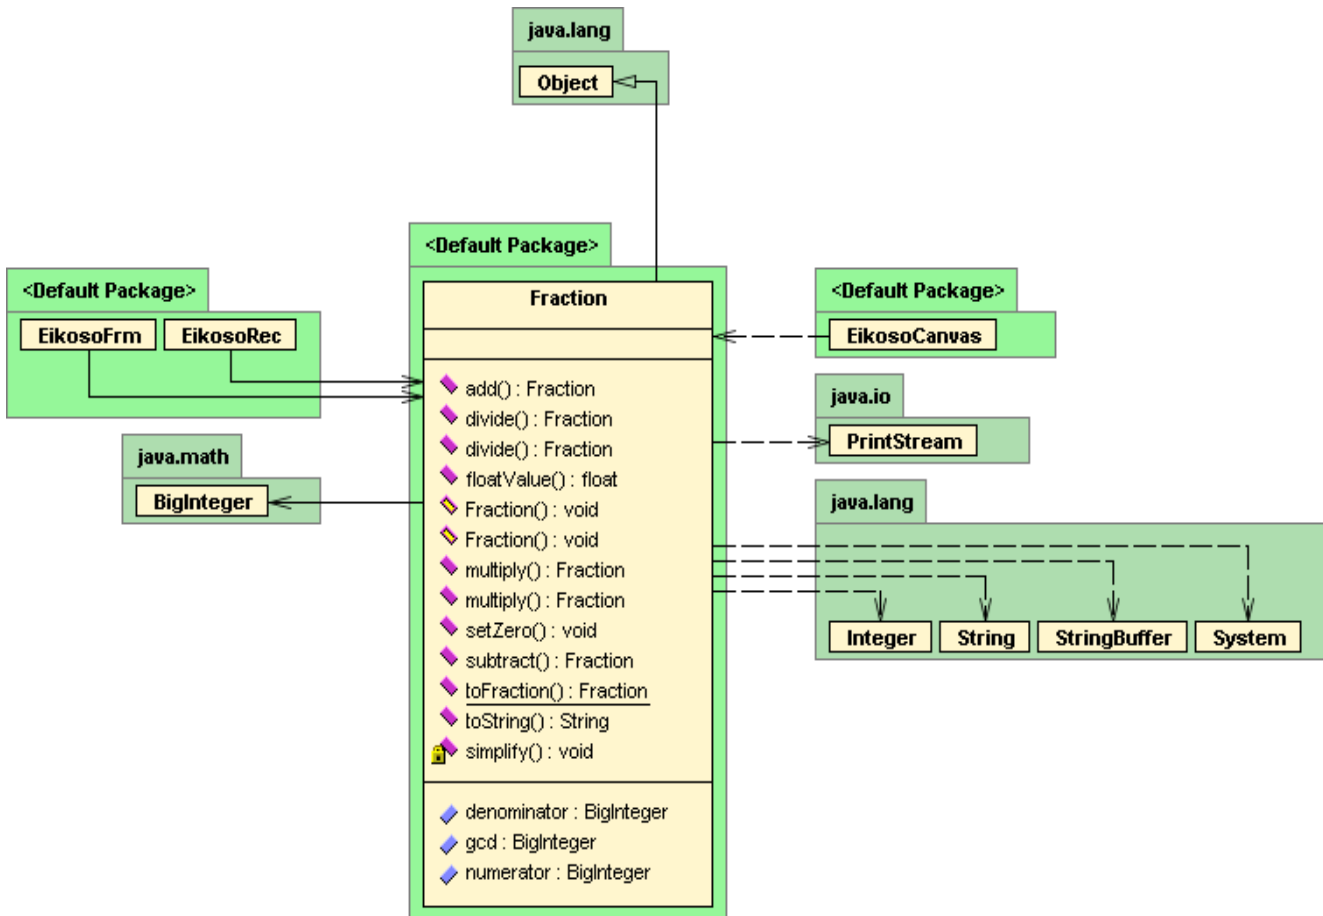 java.lang
Object
<Default Package>
EikosoFrm
EikosoRec
java.math
BigInteger
<Default Package>
Fraction
add() : Fraction
divide() : Fraction
divide() : Fraction
floatValue() : float
Fraction() : void
Fraction() : void
multiply() : Fraction
multiply() : Fraction
setZero() : void
subtract() : Fraction
toFraction() : Fraction
toString() : String
simplify() : void
denominator : BigInteger
gcd : BigInteger
numerator : BigInteger
<Default Package>
EikosoCanvas
java.io
PrintStream
java.lang
Integer
String
StringBuffer
System